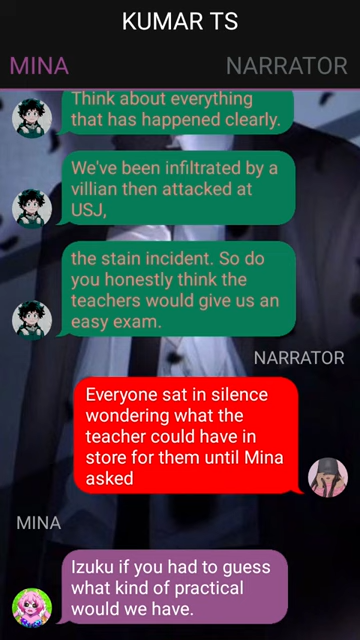 KUMAR TS
MINA NARRATOR
Think about everything
that has happened clearly.
We've been infiltrated by a
villian then attacked at
USJ,
the stain incident. So do
you honestly think the
teachers would give us an
easy exam.
NARRATOR
Everyone sat in silence
wondering what the
teacher could have in
store for them until Mina
asked
MINA
Izuku if you had to guess
what kind of practical
would we have.